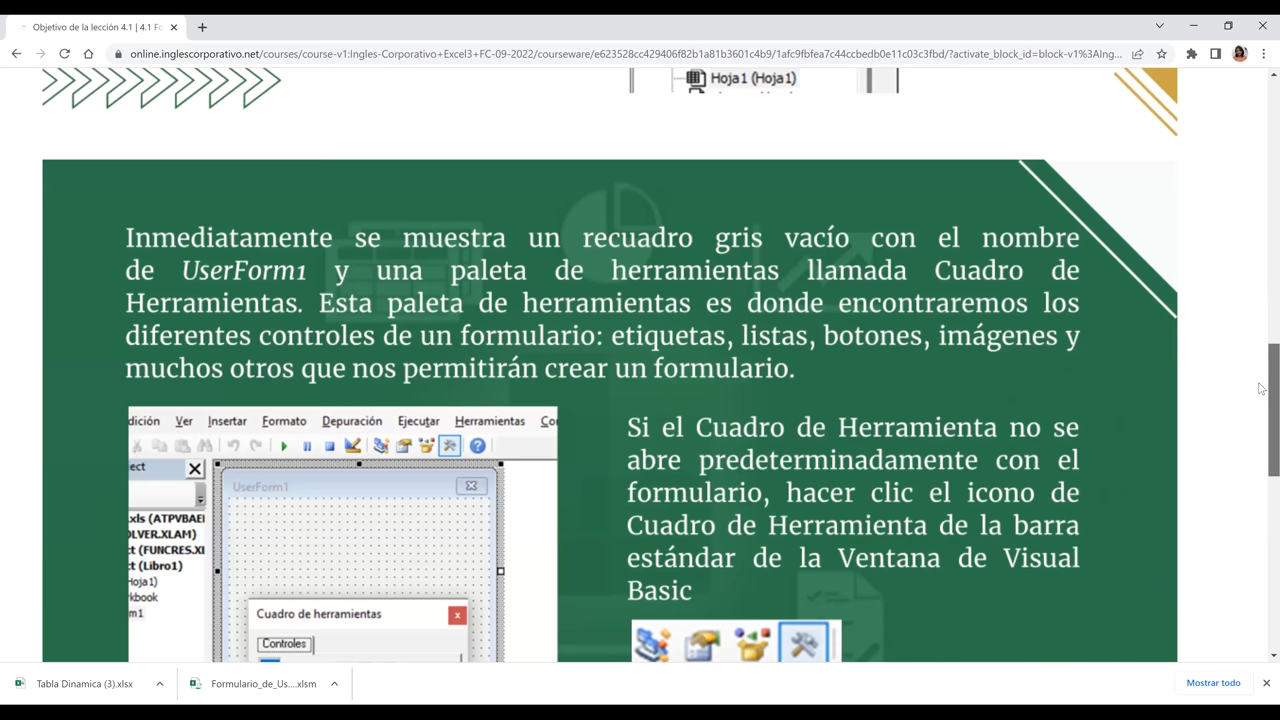 Objetivo de la lección 4.1 | 4.1 Fo
online.inglescorporativo.net/courses/course-v1:Ingles-Corporativo+Excel3+FC-09-2022/courseware/e623528cc429406f82b1a81b3601c4b9/1afc9fbfea7c44ccbedb0e11c03c3fbd/?activate_block_id=block-v1%3AIng...
Hoja1 (Hoja1)
Inmediatamente se muestra un recuadro gris vacío con el nombre
de UserForm1 y una paleta de herramientas llamada Cuadro de
Herramientas. Esta paleta de herramientas es donde encontraremos los
diferentes controles de un formulario: etiquetas, listas, botones, imágenes y
muchos otros que nos permitirán crear un formulario.
dición Ver Insertar Formato Depuración Ejecutar Herramientas Co
ect
UserForm1
.xls (ATPVBAEI
OLVER.XLAM)
ct (FUNCRES.XI
ct (Libro1)
Hoja1)
rkbook
m1
Cuadro de herramientas
Controles
Si el Cuadro de Herramienta no se
abre predeterminadamente con el
formulario, hacer clic el icono de
Cuadro de Herramienta de la barra
estándar de la Ventana de Visual
Basic
Tabla Dinamica (3).xlsx
Formulario_de_Us....xlsm
Mostrar todo